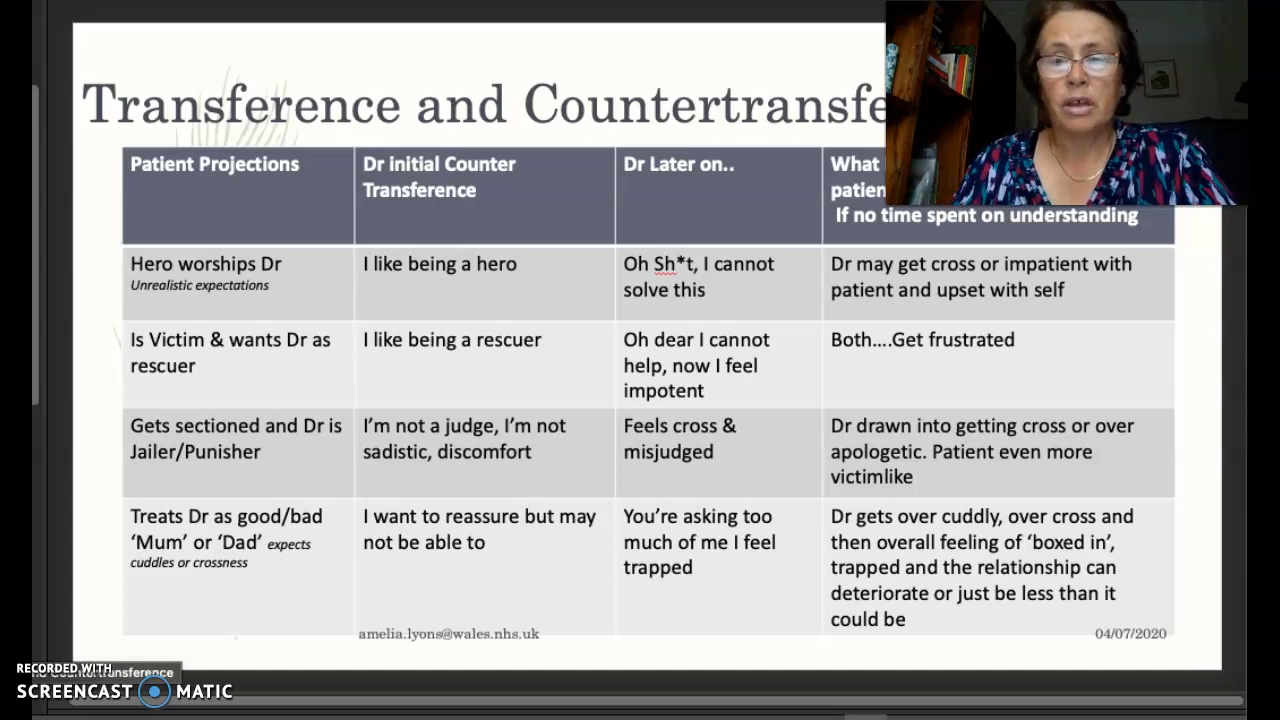 Transference and Countertransfe
Patient Projections
Dr initial Counter
Transference
Dr Later on..
What
patien
If no time spent on understanding
Hero worships Dr
Unrealistic expectations
I like being a hero
Oh Sh*t, I cannot
solve this
Dr may get cross or impatient with
patient and upset with self
Is Victim & wants Dr as
rescuer
I like being a rescuer
Oh dear I cannot
help, now I feel
impotent
Both....Get frustrated
Gets sectioned and Dr is
Jailer/Punisher
I'm not a judge, I'm not
sadistic, discomfort
Feels cross &
misjudged
Dr drawn into getting cross or over
apologetic. Patient even more
victimlike
Treats Dr as good/bad
'Mum' or 'Dad' expects
cuddles or crossness
I want to reassure but may
not be able to
You're asking too
much of me I feel
trapped
Dr gets over cuddly, over cross and
then overall feeling of 'boxed in',
trapped and the relationship can
deteriorate or just be less than it
could be
amelia.lyons@wales.nhs.uk
04/07/2020
RECORDED WITH
SCREENCAST MATIC